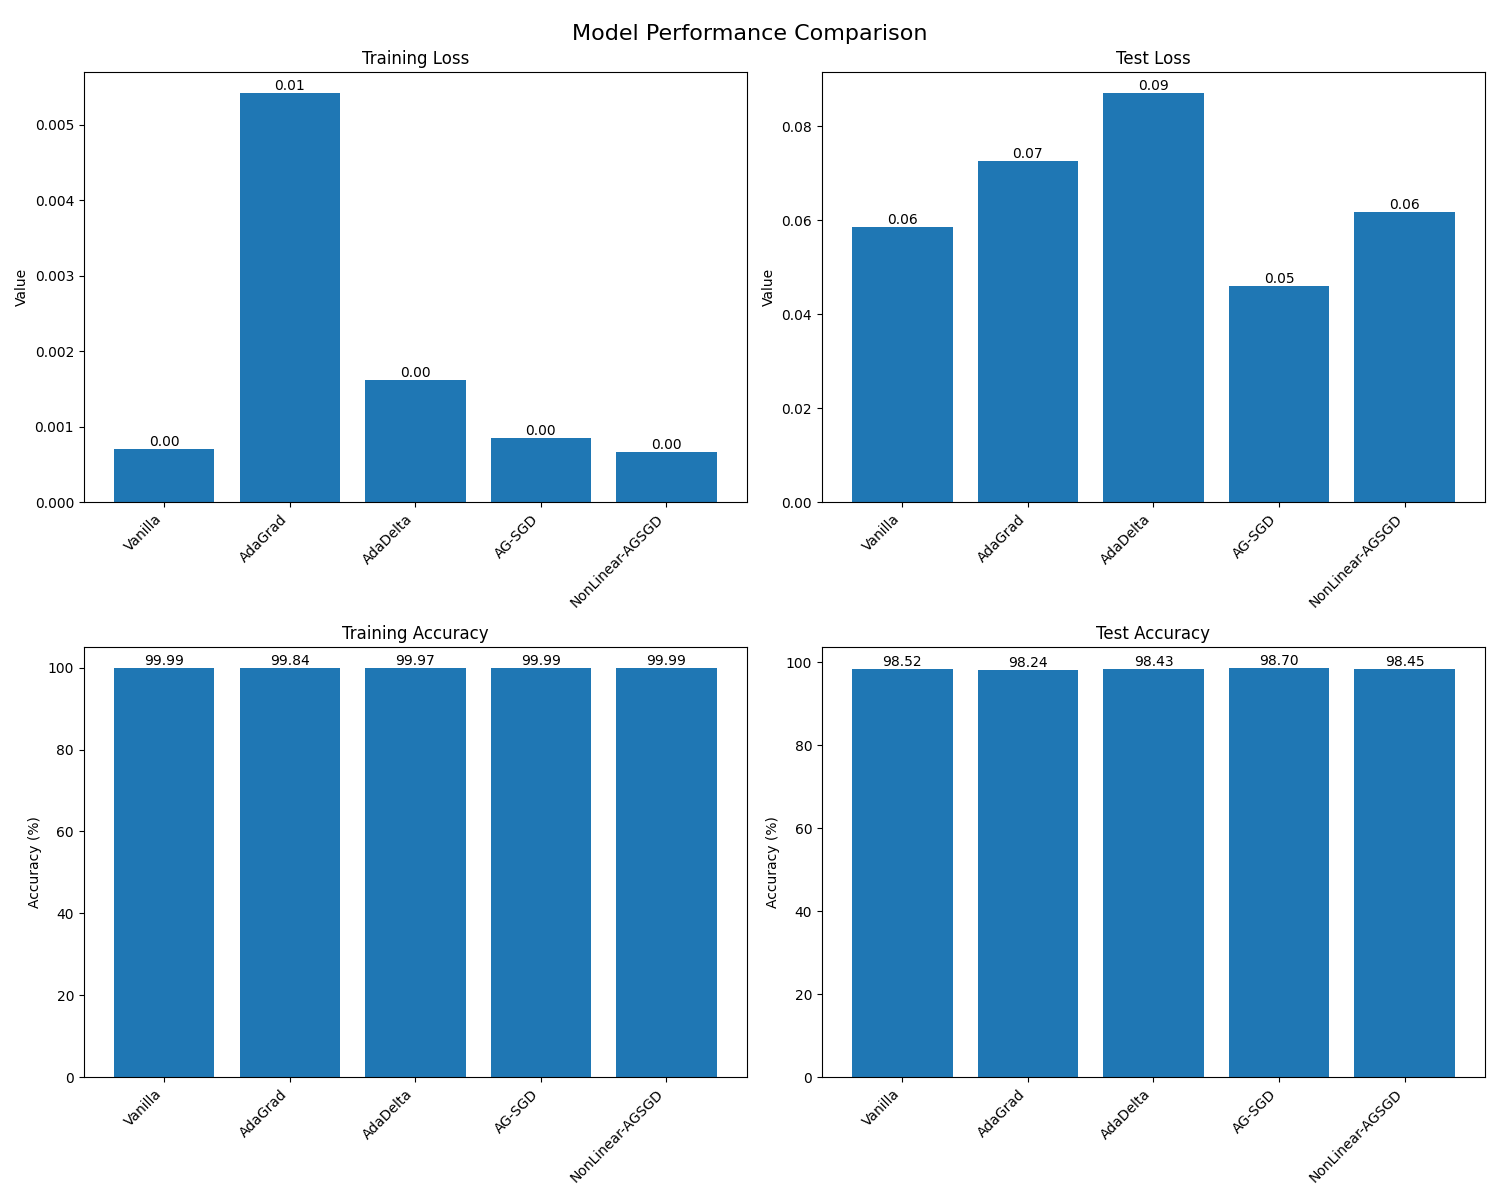 Model Performance Comparison
Training Loss
Value
0.005
0.004
0.003
0.002
0.001
0.000
0.00
0.01
0.00
0.00
0.00
Vanilla
AdaGrad
AdaDelta
AG-SGD
NonLinear-AGSGD
Test Loss
Value
0.08
0.06
0.04
0.02
0.00
0.06
0.07
0.09
0.05
0.06
Vanilla
AdaGrad
AdaDelta
AG-SGD
NonLinear-AGSGD
Training Accuracy
Accuracy (%)
100
80
60
40
20
0
99.99
99.84
99.97
99.99
99.99
Vanilla
AdaGrad
AdaDelta
AG-SGD
NonLinear-AGSGD
Test Accuracy
Accuracy (%)
100
80
60
40
20
0
98.52
98.24
98.43
98.70
98.45
Vanilla
AdaGrad
AdaDelta
AG-SGD
NonLinear-AGSGD